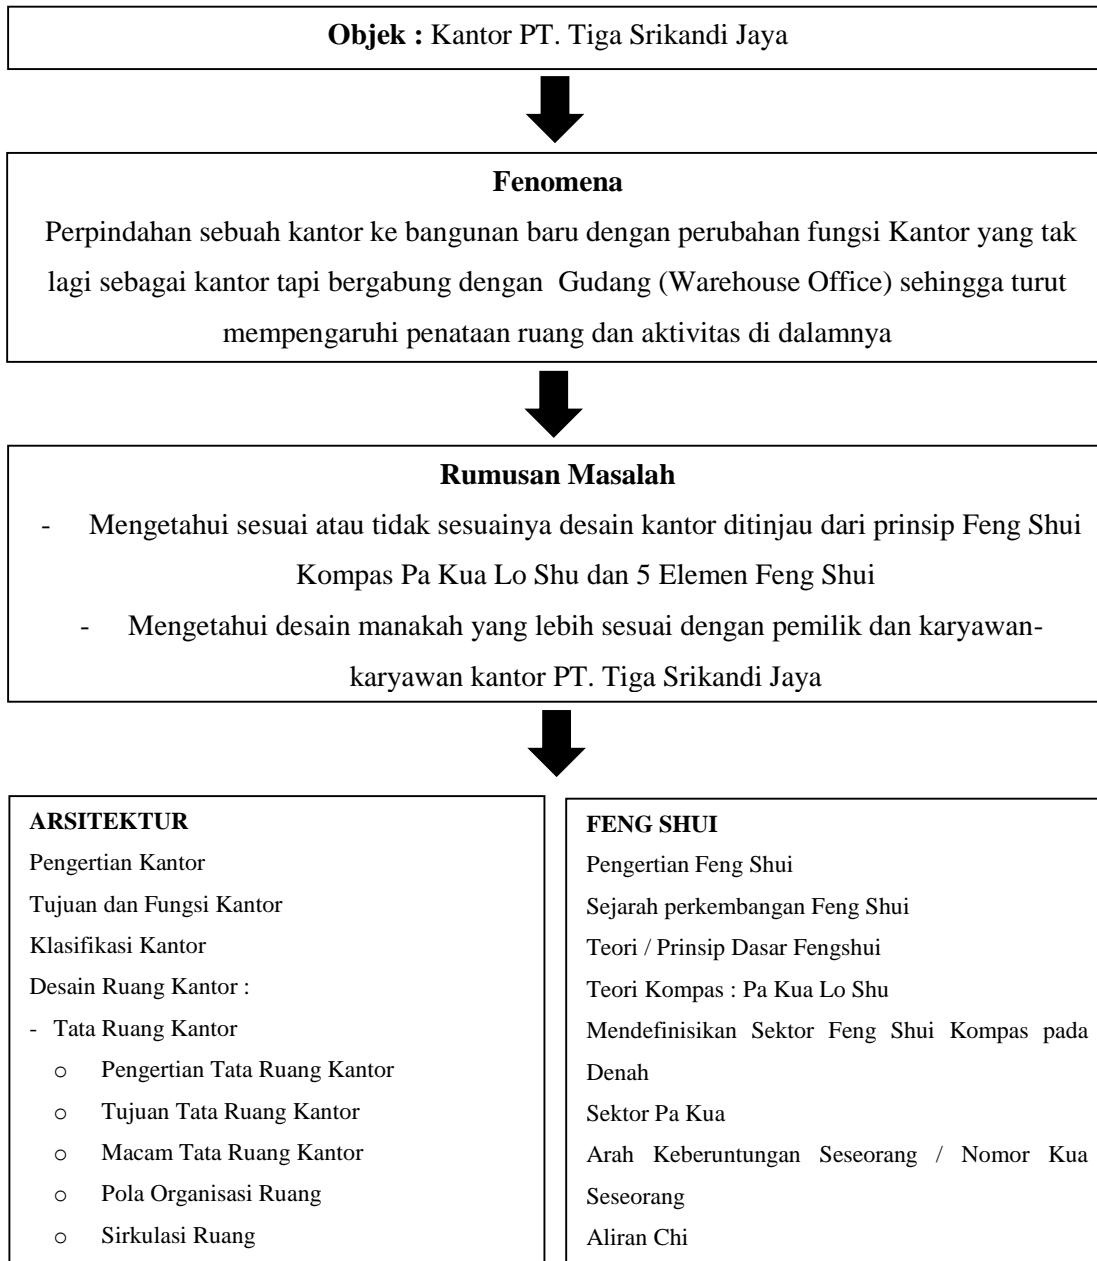 Objek : Kantor PT. Tiga Srikandi Jaya
Fenomena
Perpindahan sebuah kantor ke bangunan baru dengan perubahan fungsi Kantor yang tak
lagi sebagai kantor tapi bergabung dengan Gudang (Warehouse Office) sehingga turut
mempengaruhi penataan ruang dan aktivitas di dalamnya
Rumusan Masalah
- Mengetahui sesuai atau tidak sesuainya desain kantor ditinjau dari prinsip Feng Shui
Kompas Pa Kua Lo Shu dan 5 Elemen Feng Shui
- Mengetahui desain manakah yang lebih sesuai dengan pemilik dan karyawan-
karyawan kantor PT. Tiga Srikandi Jaya
ARSITEKTUR
Pengertian Kantor
Tujuan dan Fungsi Kantor
Klasifikasi Kantor
Desain Ruang Kantor :
- Tata Ruang Kantor
o Pengertian Tata Ruang Kantor
o Tujuan Tata Ruang Kantor
o Macam Tata Ruang Kantor
o Pola Organisasi Ruang
o Sirkulasi Ruang
FENG SHUI
Pengertian Feng Shui
Sejarah perkembangan Feng Shui
Teori / Prinsip Dasar Fengshui
Teori Kompas : Pa Kua Lo Shu
Mendefinisikan Sektor Feng Shui Kompas pada
Denah
Sektor Pa Kua
Arah Keberuntungan Seseorang / Nomor Kua
Seseorang
Aliran Chi